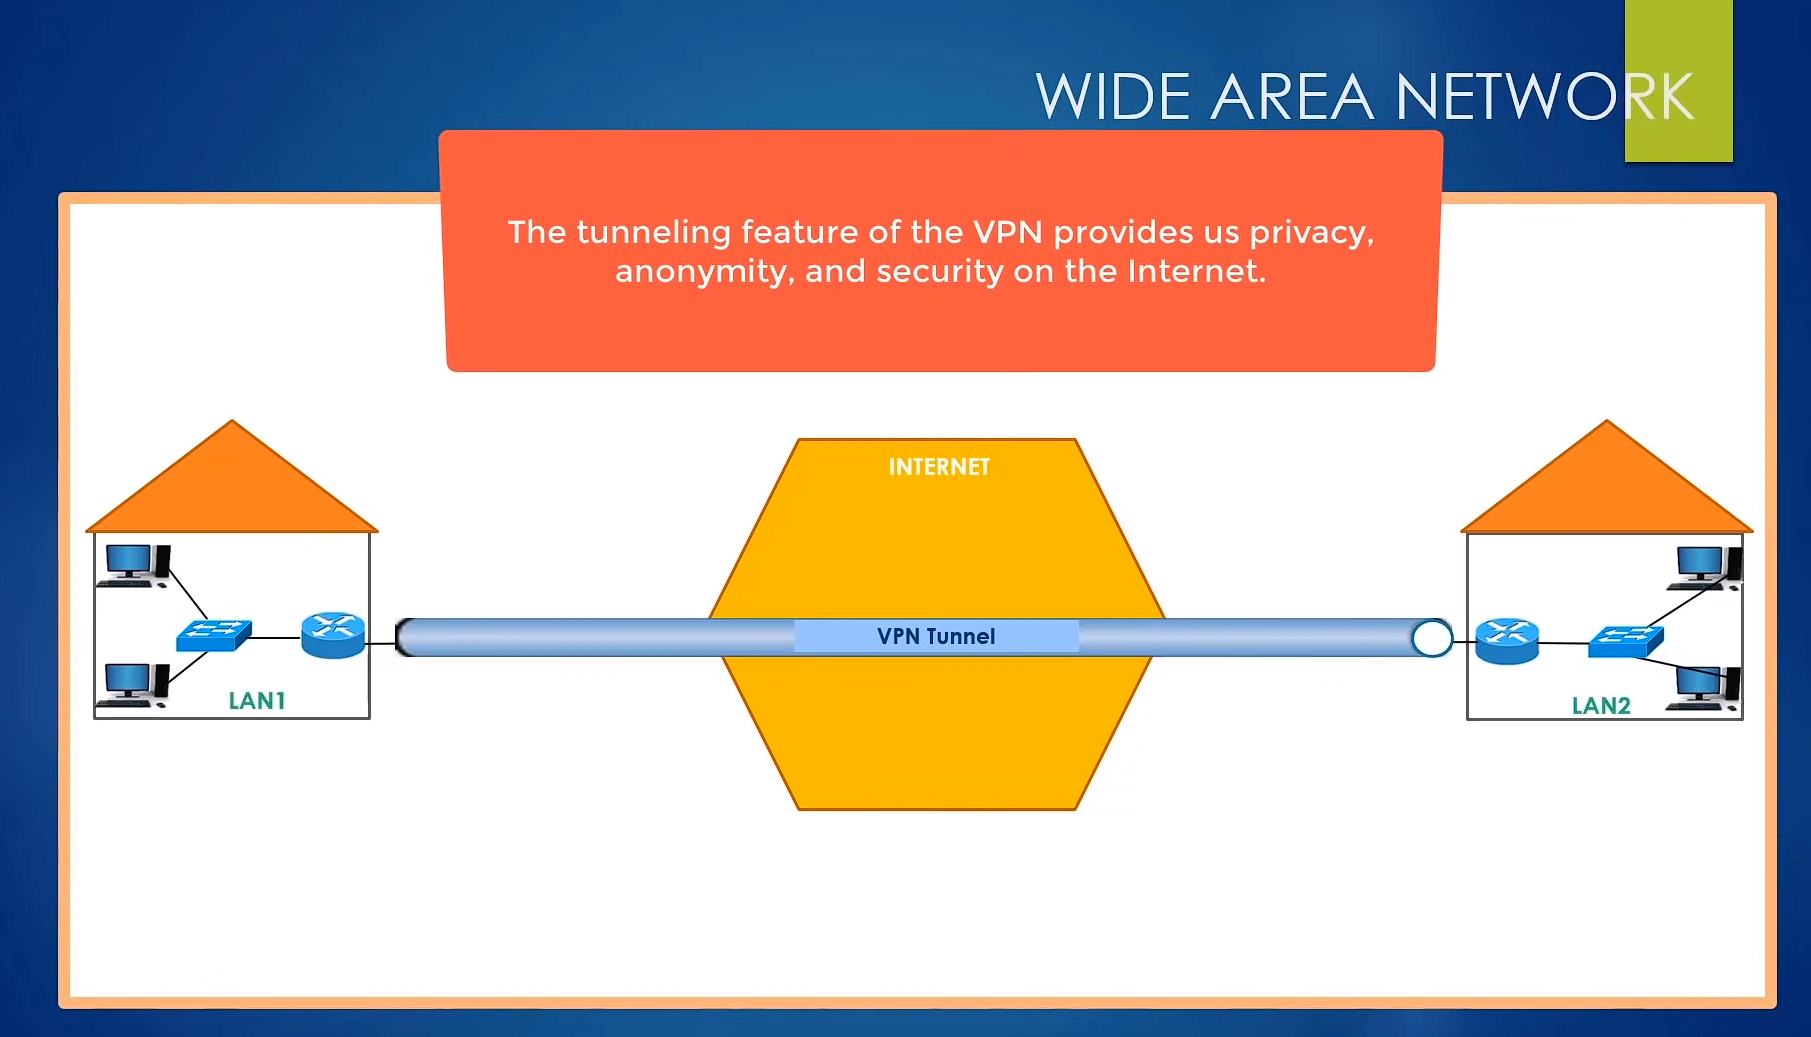 WIDE AREA NETWORK
The tunneling feature of the VPN provides us privacy,
anonymity, and security on the Internet.
INTERNET
VPN Tunnel
LAN1
LAN2